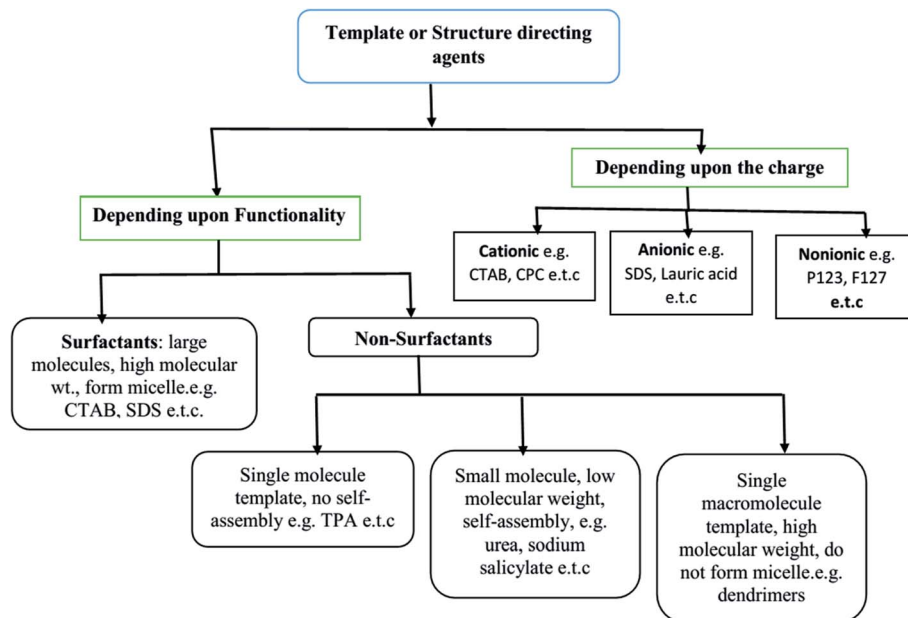 Template or Structure directing
agents
Depending upon the charge
Depending upon Functionality
Cationic e.g.
CTAB, CPC e.t.c
Anionic e.g.
SDS, Lauric acid
e.t.c
Nonionic e.g.
P123, F127
e.t.c
Surfactants: large
molecules, high molecular
wt., form micelle.e.g.
CTAB, SDS e.t.c.
Non-Surfactants
Single molecule
template, no self-
assembly e.g. TPA e.t.c
Small molecule, low
molecular weight,
self-assembly, e.g.
urea, sodium
salicylate e.t.c
Single
macromolecule
template, high
molecular weight, do
not form micelle.e.g.
dendrimers